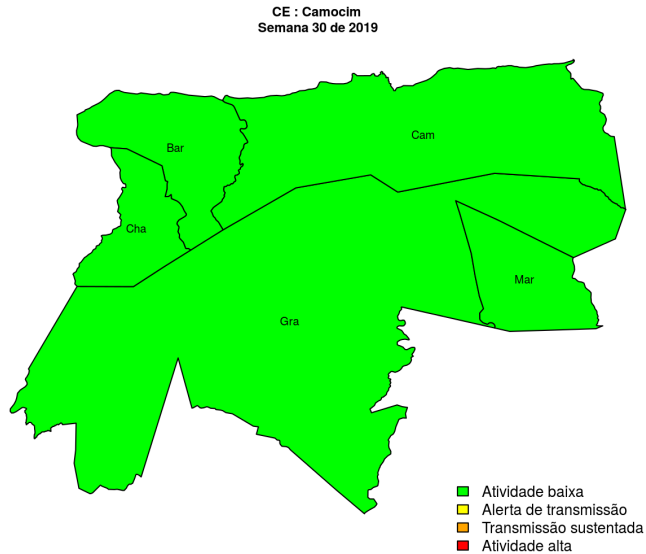 CE : Camocim
Semana 30 de 2019
Bar
Cam
Cha
Mar
Gra
Atividade baixa
Alerta de transmissão
Transmissão sustentada
Atividade alta